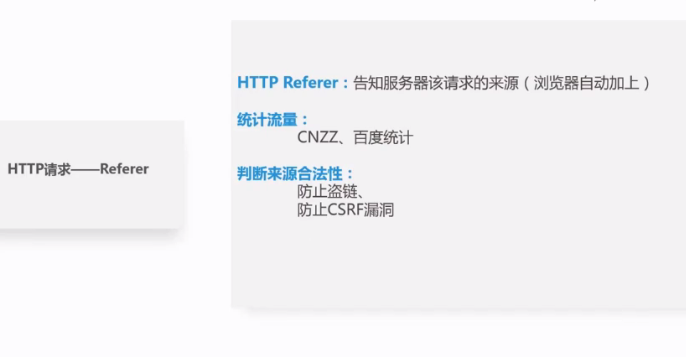 HTTP请求——Referer
HTTP Referer：告知服务器该请求的来源（浏览器自动加上）
统计流量：
CNZZ、百度统计
判断来源合法性：
防止盗链、
防止CSRF漏洞